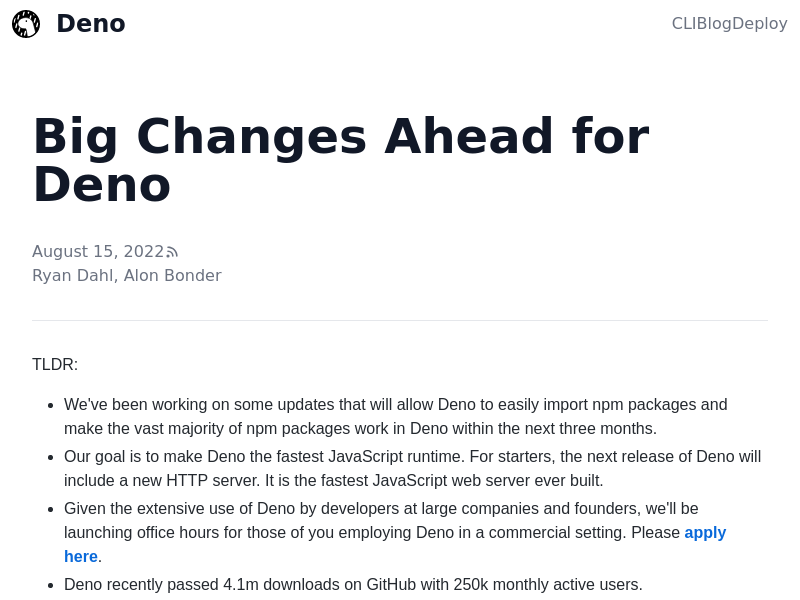 Deno
CLIBlogDeploy
Big Changes Ahead for
Deno
August 15, 2022
Ryan Dahl, Alon Bonder
TLDR:
We've been working on some updates that will allow Deno to easily import npm packages and
make the vast majority of npm packages work in Deno within the next three months.
Our goal is to make Deno the fastest JavaScript runtime. For starters, the next release of Deno will
include a new HTTP server. It is the fastest JavaScript web server ever built.
Given the extensive use of Deno by developers at large companies and founders, we'll be
launching office hours for those of you employing Deno in a commercial setting. Please apply
here.
Deno recently passed 4.1m downloads on GitHub with 250k monthly active users.